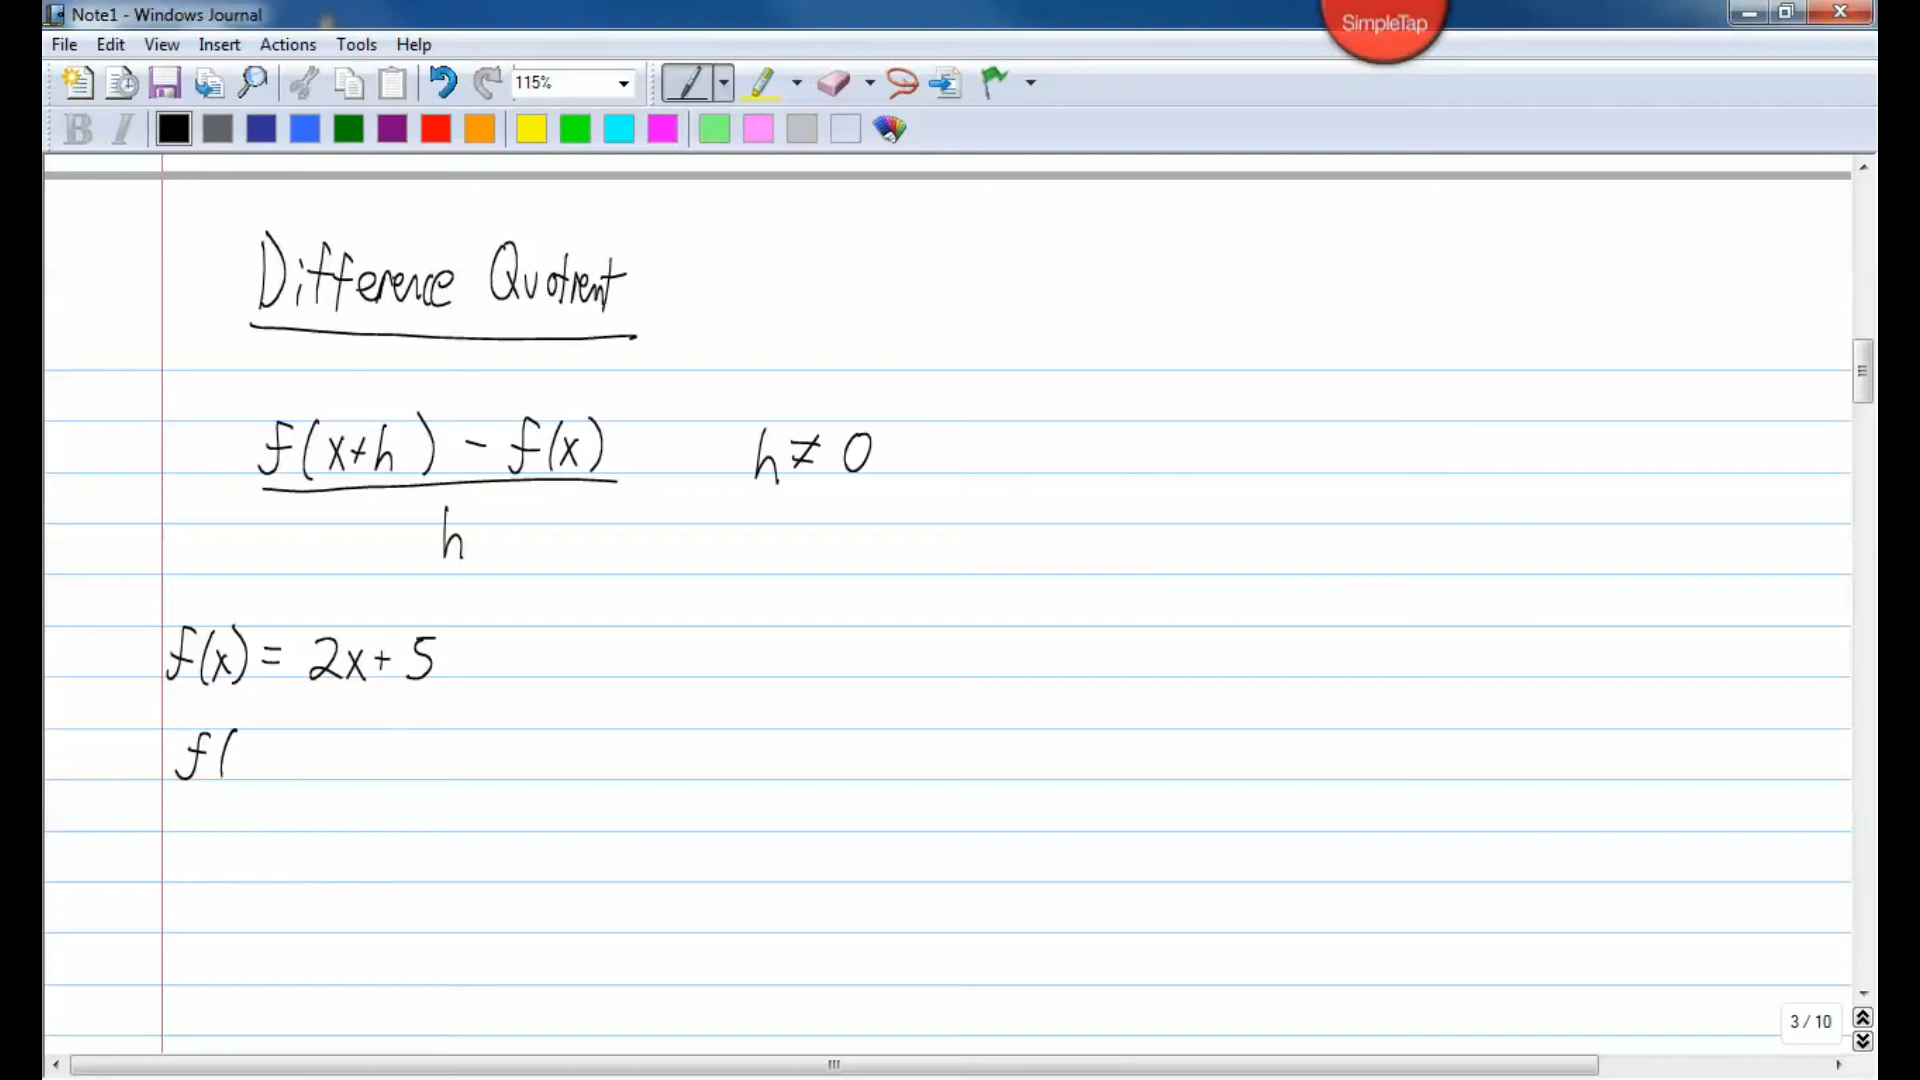 Note1 - Windows Journal
SimpleTap
File Edit View Insert Actions Tools Help
115%
B I
Difference Quotient
f(x+h) - f(x)
h
h ≠ 0
f(x) = 2x + 5
f(
3 / 10